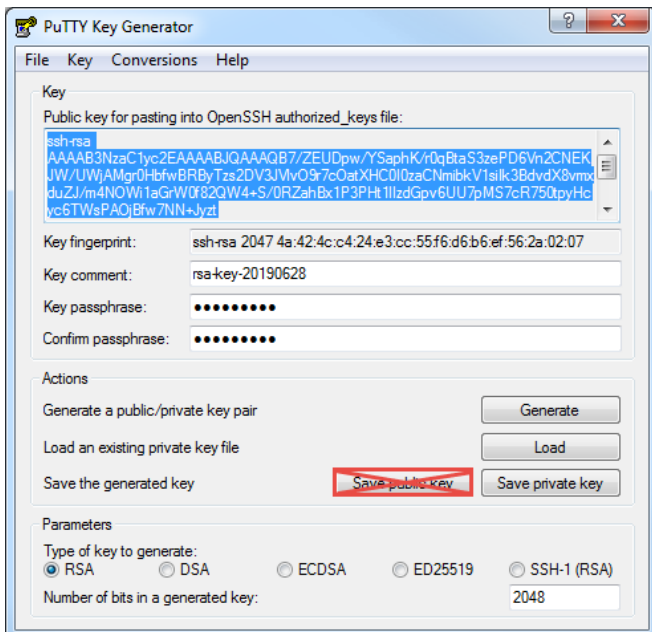 PuTTY Key Generator
File Key Conversions Help
Key
Public key for pasting into OpenSSH authorized_keys file:
ssh-rsa
AAAAB3NzaC1yc2EAAAABJQAAAQB7/ZEUDpw/YSaphK/r0qBtaS3zePD6Vn2CNEK
JW/UWjAMgr0HbfwBRByTzs2DV3JVlvO9r7cOatXHC0I0zaCNmibkV1silk3BdvdX8vmx
duZJ/m4NOWi1aGrW0f82QW4+S/0RZahBx1P3PHt1IIzdGpv6UU7pMS7cR750tpyHc
yc6TWsPAOjBfw7NN+Jyzt
Key fingerprint: ssh-rsa 2047 4a:42:4c:c4:24:e3:cc:55:f6:d6:b6:ef:56:2a:02:07
Key comment: rsa-key-20190628
Key passphrase: •••••••••
Confirm passphrase: •••••••••
Actions
Generate a public/private key pair Generate
Load an existing private key file Load
Save the generated key Save public key Save private key
Parameters
Type of key to generate:
RSA DSA ECDSA ED25519 SSH-1 (RSA)
Number of bits in a generated key: 2048